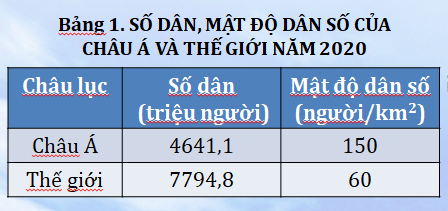 Bảng 1. SỐ DÂN, MẬT ĐỘ DÂN SỐ CỦA
CHÂU Á VÀ THẾ GIỚI NĂM 2020
Châu lục Số dân (triệu người) Mật độ dân số (người/km²)
Châu Á 4641,1 150
Thế giới 7794,8 60